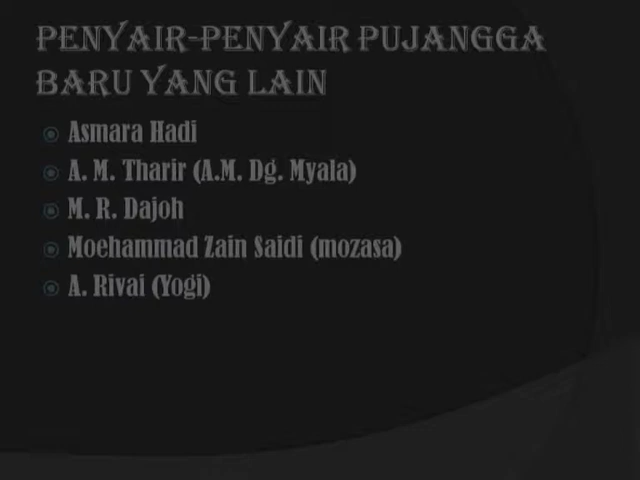 PENYAIR-PENYAIR PUJANGGA
BARU YANG LAIN
Asmara Hadi
A. M. Tharir (A.M. Dg. Myala)
M. R. Dajoh
Moehammad Zain Saidi (mozasa)
A. Rivai (Yogi)